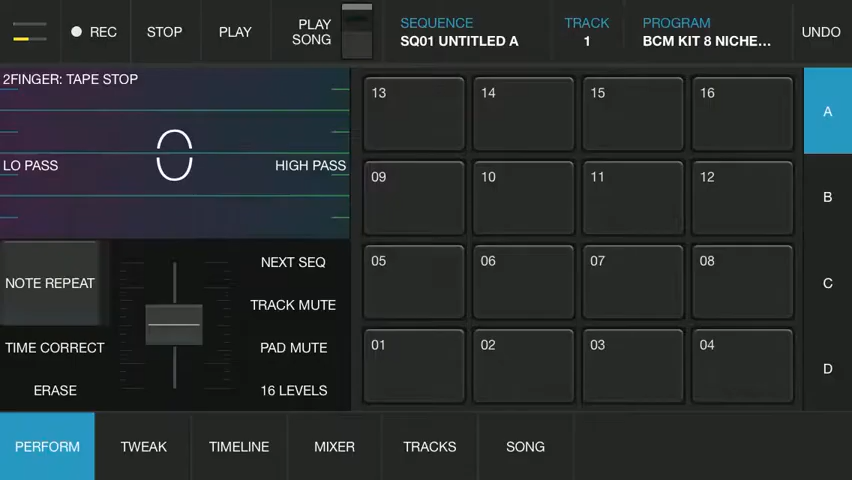 REC
STOP
PLAY
PLAY
SONG
SEQUENCE
SQ01 UNTITLED A
TRACK
1
PROGRAM
BCM KIT 8 NICHE...
UNDO
2FINGER: TAPE STOP
LO PASS
HIGH PASS
13
14
15
16
A
09
10
11
12
B
05
06
07
08
C
01
02
03
04
D
NOTE REPEAT
NEXT SEQ
TRACK MUTE
TIME CORRECT
PAD MUTE
ERASE
16 LEVELS
PERFORM
TWEAK
TIMELINE
MIXER
TRACKS
SONG